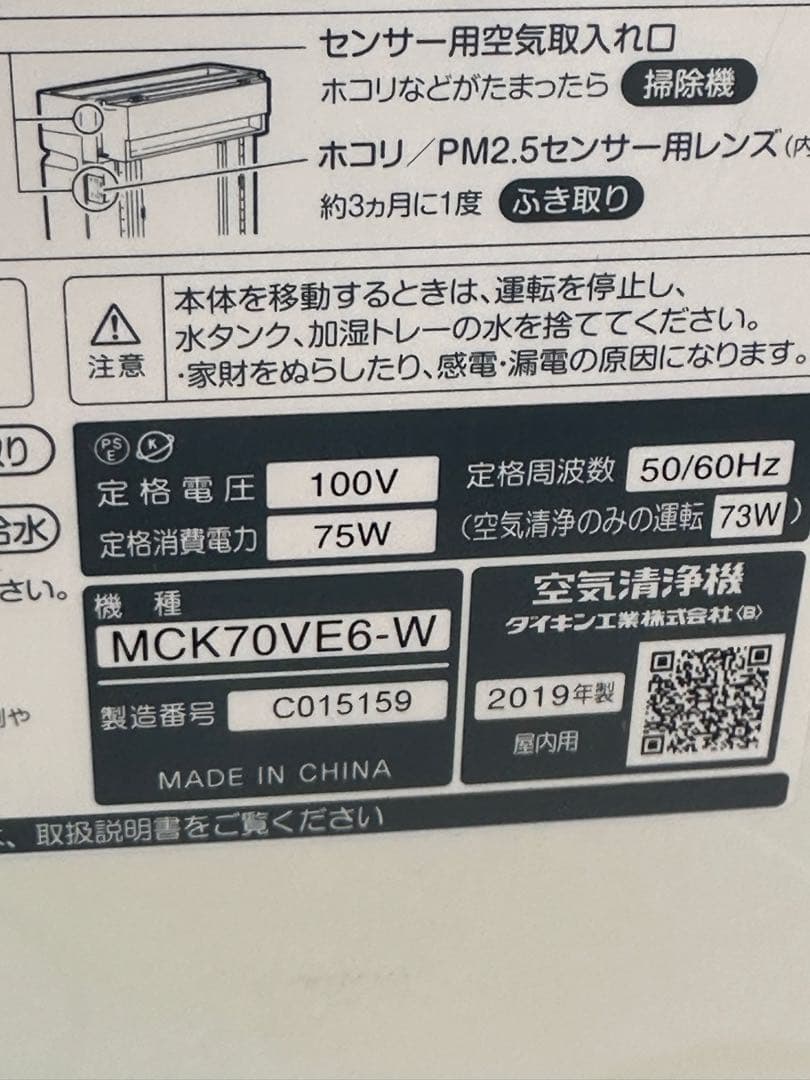 センサー用空気取入れ口
ホコリなどがたまったら 掃除機
ホコリ／PM2.5センサー用レンズ(内
約3ヵ月に1度 ふき取り
注意
本体を移動するときは、運転を停止し、
水タンク、加湿トレーの水を捨ててください。
・家財をぬらしたり、感電・漏電の原因になります。
り
給水
さい。
や
PSE K
定格電圧 100V 定格周波数 50/60Hz
定格消費電力 75W (空気清浄のみの運転 73W)
機種
MCK70VE6-W
製造番号 C015159
MADE IN CHINA
空気清浄機
ダイキン工業株式会社〈B〉
2019年製
屋内用
、取扱説明書をご覧ください